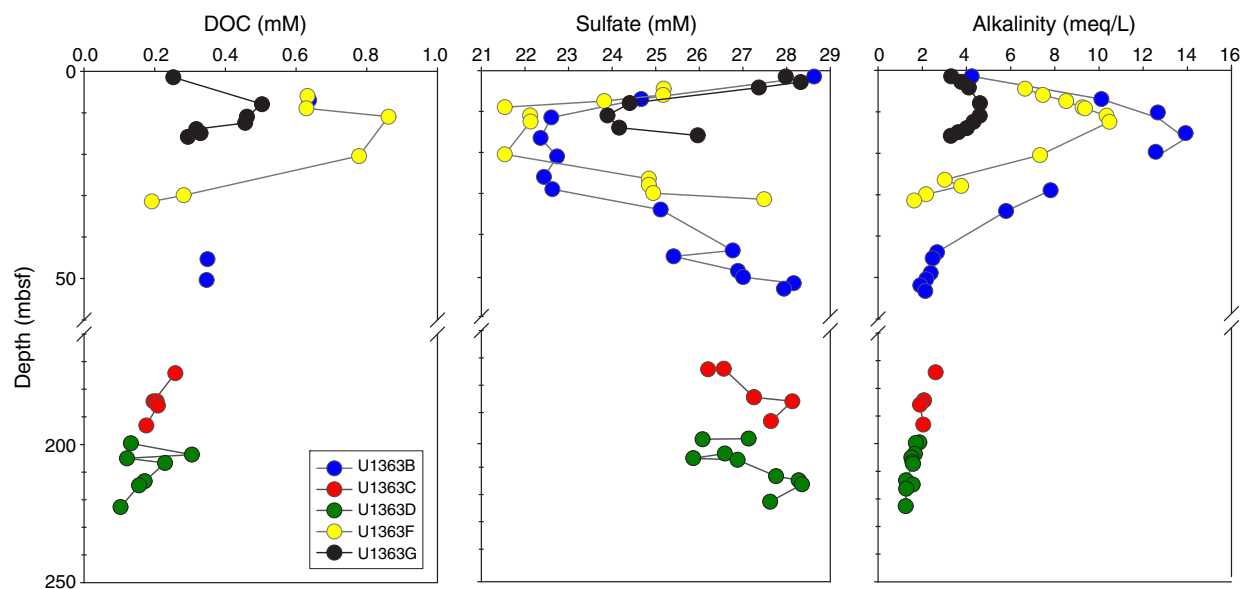 DOC (mM)
Sulfate (mM)
Alkalinity (meq/L)
0.0 0.2 0.4 0.6 0.8 1.0
21 22 23 24 25 26 27 28 29
0 2 4 6 8 10 12 14 16
0
50
200
250
Depth (mbsf)
U1363B
U1363C
U1363D
U1363F
U1363G